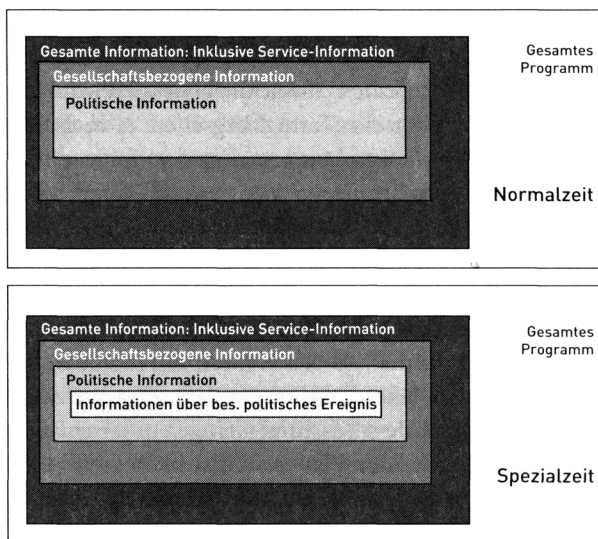 Gesamte Information: Inklusive Service-Information
Gesamtes
Programm
Gesellschaftsbezogene Information
Politische Information
Normalzeit
Gesamte Information: Inklusive Service-Information
Gesamtes
Programm
Gesellschaftsbezogene Information
Politische Information
Informationen über bes. politisches Ereignis
Spezialzeit